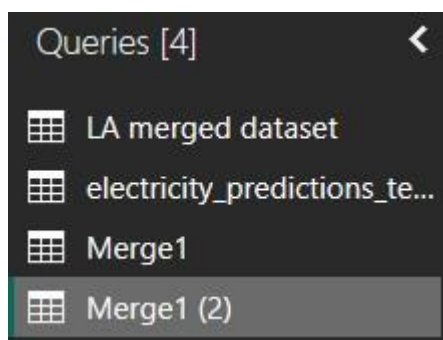 Queries [4]
LA merged dataset
electricity_predictions_te...
Merge1
Merge1 (2)